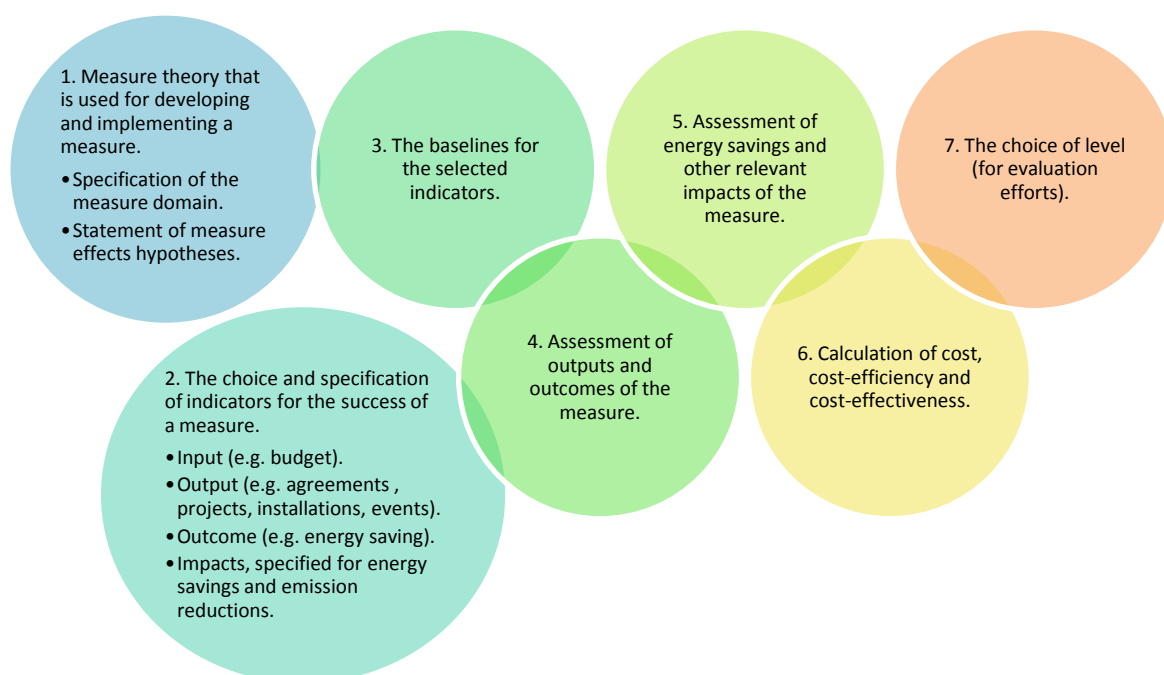 1. Measure theory that
is used for developing
and implementing a
measure.
•Specification of the
measure domain.
•Statement of measure
effects hypotheses.
2. The choice and specification
of indicators for the success of
a measure.
•Input (e.g. budget).
•Output (e.g. agreements ,
projects, installations, events).
•Outcome (e.g. energy saving).
•Impacts, specified for energy
savings and emission
reductions.
3. The baselines for
the selected
indicators.
4. Assessment of
outputs and
outcomes of the
measure.
5. Assessment of
energy savings and
other relevant
impacts of the
measure.
6. Calculation of cost,
cost-efficiency and
cost-effectiveness.
7. The choice of level
(for evaluation
efforts).